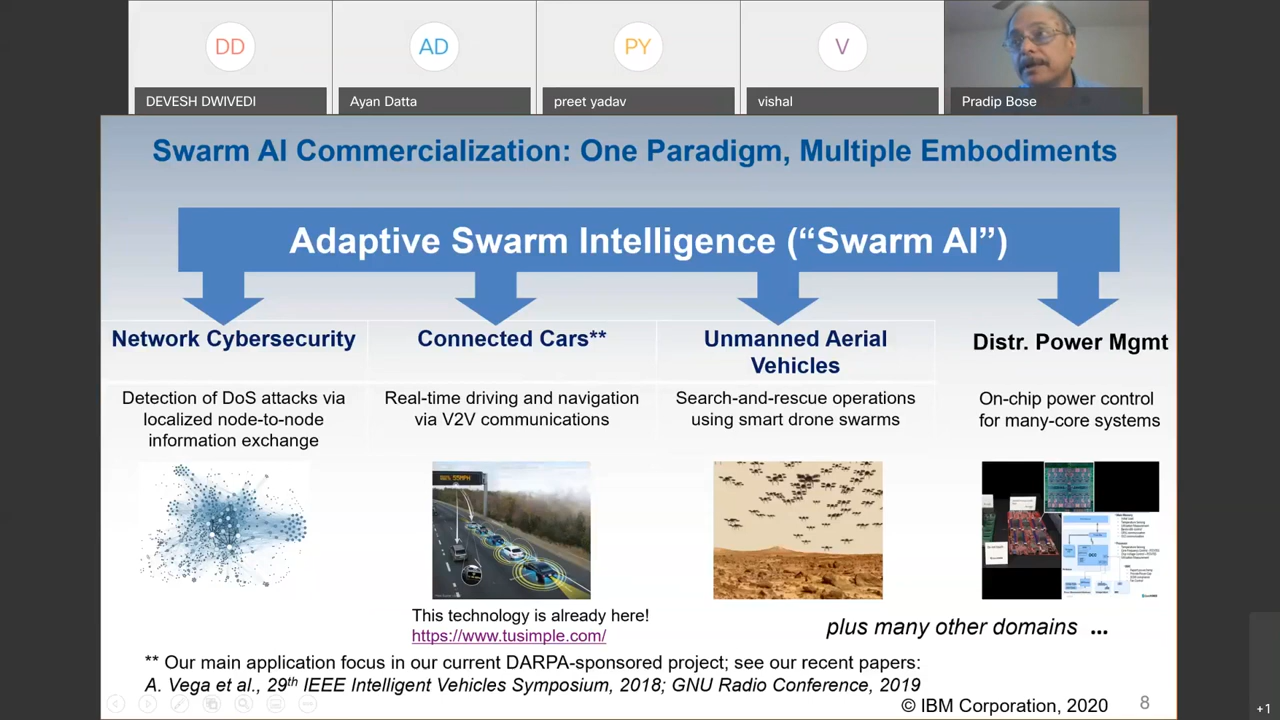 DD
AD
PY
V
DEVESH DWIVEDI
Ayan Datta
preet yadav
vishal
Pradip Bose
Swarm AI Commercialization: One Paradigm, Multiple Embodiments
Adaptive Swarm Intelligence (“Swarm AI”)
Network Cybersecurity
Detection of DoS attacks via
localized node-to-node
information exchange
Connected Cars**
Real-time driving and navigation
via V2V communications
Unmanned Aerial
Vehicles
Search-and-rescue operations
using smart drone swarms
Distr. Power Mgmt
On-chip power control
for many-core systems
This technology is already here!
https://www.tusimple.com/
plus many other domains ...
** Our main application focus in our current DARPA-sponsored project; see our recent papers:
A. Vega et al., 29th IEEE Intelligent Vehicles Symposium, 2018; GNU Radio Conference, 2019
© IBM Corporation, 2020
8
+1